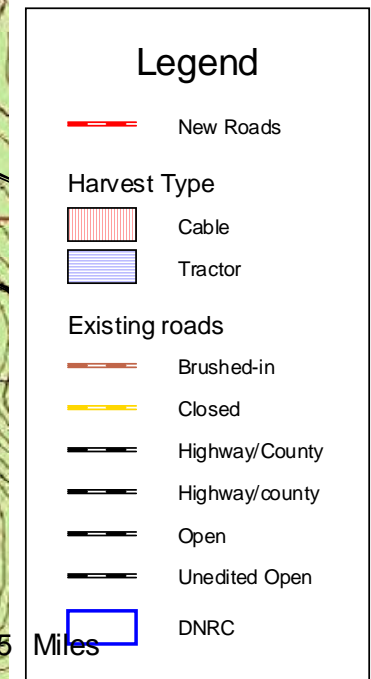 Legend
New Roads
Harvest Type
Cable
Tractor
Existing roads
Brushed-in
Closed
Highway/County
Highway/county
Open
Unedited Open
DNRC
5 Miles